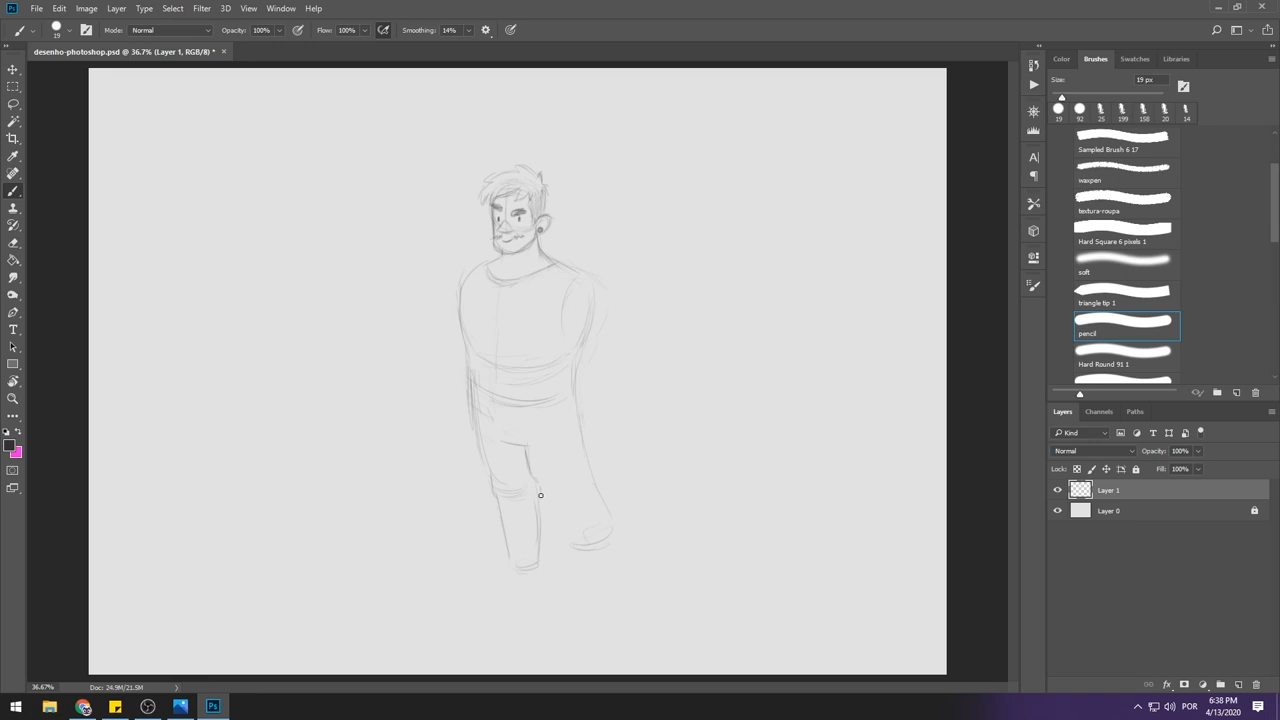 Ps File Edit Image Layer Type Select Filter 3D View Window Help
19 Mode: Normal Opacity: 100% Flow: 100% Smoothing: 14%
desenho-photoshop.psd @ 36.7% (Layer 1, RGB/8) * ×
Color Brushes Swatches Libraries
Size: 19 px
19 92 25 199 158 20 14
Sampled Brush 6 17
waxpen
textura-roupa
Hard Square 6 pixels 1
soft
triangle tip 1
pencil
Hard Round 91 1
Layers Channels Paths
Kind
Normal Opacity: 100%
Lock: Fill: 100%
Layer 1
Layer 0
36.67% Doc: 24.9M/21.5M
Ps POR 6:38 PM
4/13/2020